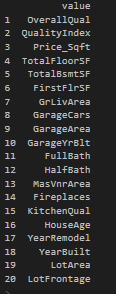 value
1 OverallQual
2 QualityIndex
3 Price_Sqft
4 TotalFloorSF
5 TotalBsmtSF
6 FirstFlrSF
7 GrLivArea
8 GarageCars
9 GarageArea
10 GarageYrBlt
11 FullBath
12 HalfBath
13 MasVnrArea
14 Fireplaces
15 KitchenQual
16 HouseAge
17 YearRemodel
18 YearBuilt
19 LotArea
20 LotFrontage